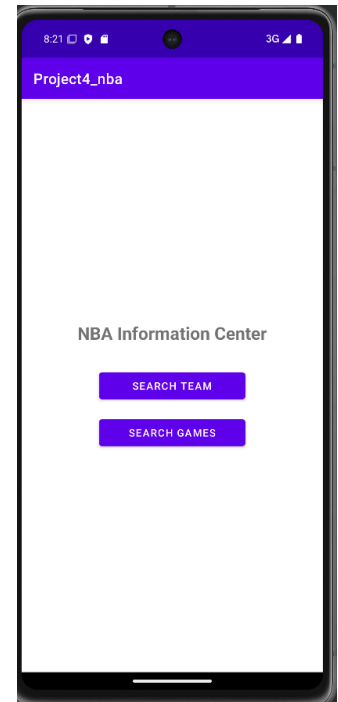 8:21
3G
Project4_nba
NBA Information Center
SEARCH TEAM
SEARCH GAMES